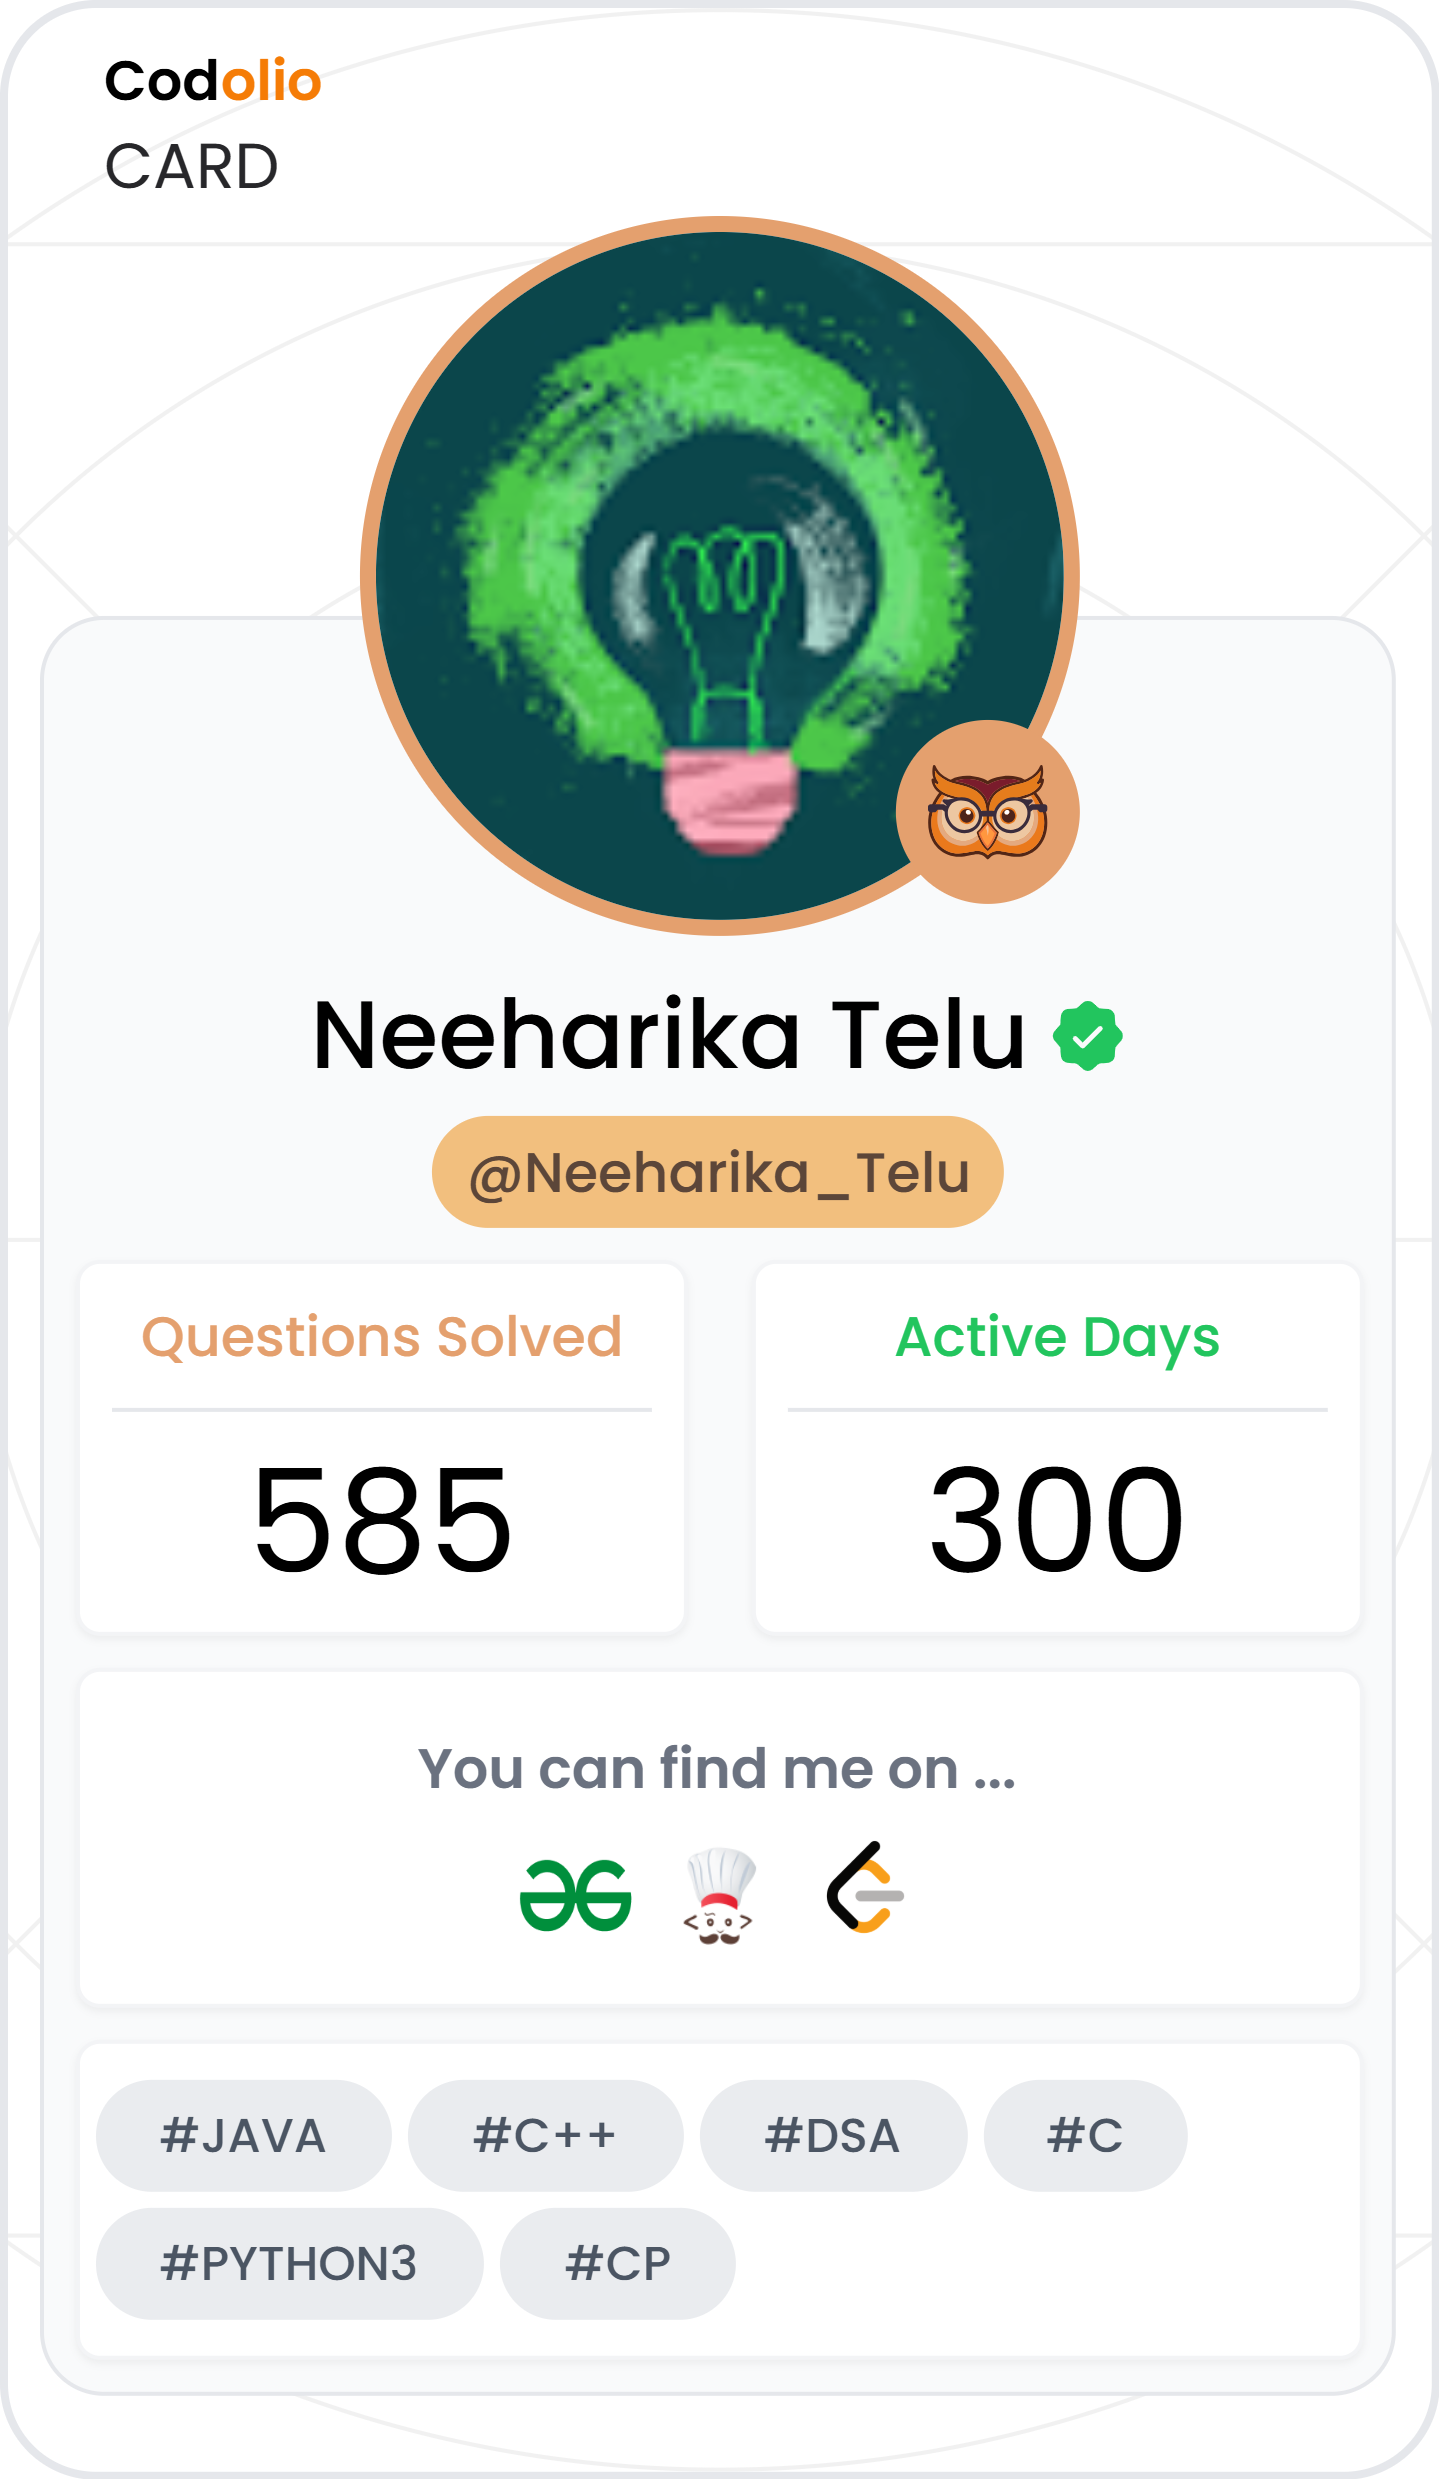 Codolio
CARD
Neeharika Telu
@Neeharika_Telu
Questions Solved
Active Days
585
300
You can find me on ...
#JAVA #C++ #DSA #C
#PYTHON3 #CP